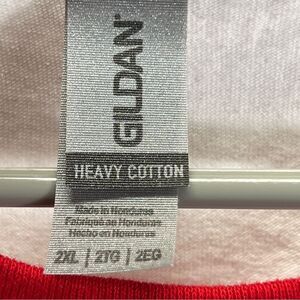 GILDAN
HEAVY COTTON
Made in Honduras
Fabriqué au Honduras
Hecho en Honduras
2XL | 2TG | 2EG